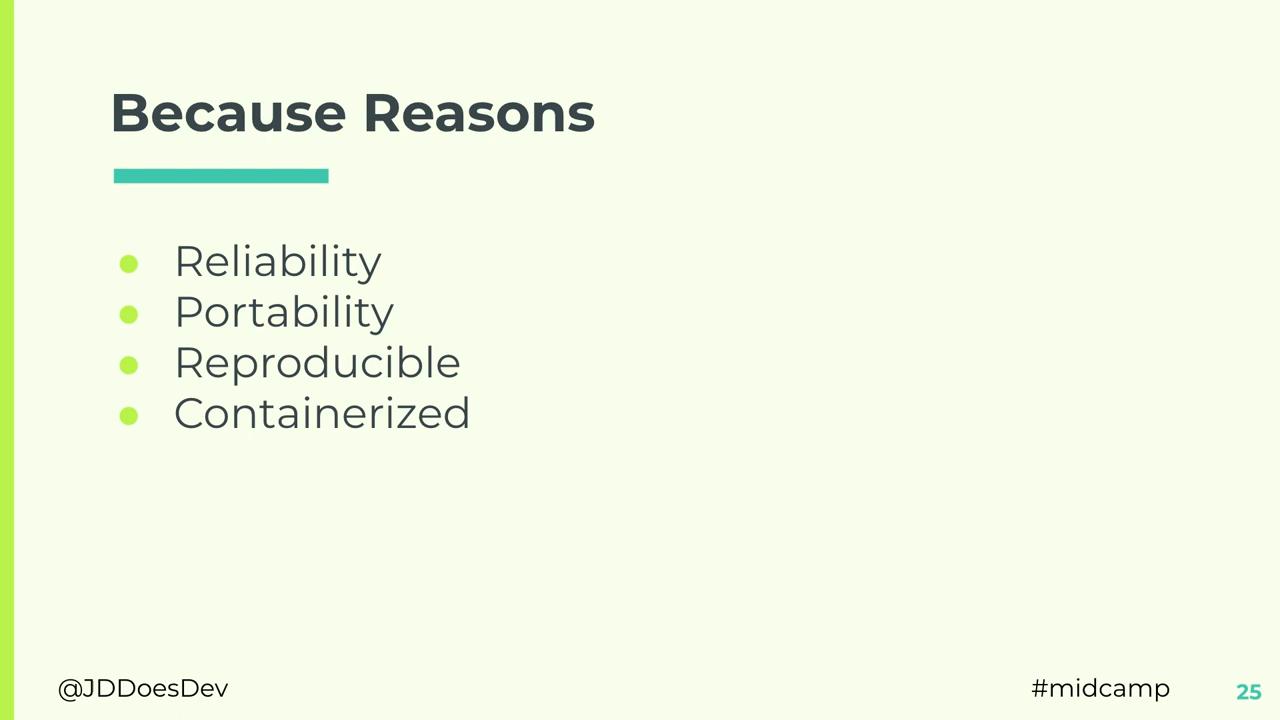 Because Reasons
● Reliability
● Portability
● Reproducible
● Containerized
@JDDoesDev
#midcamp
25